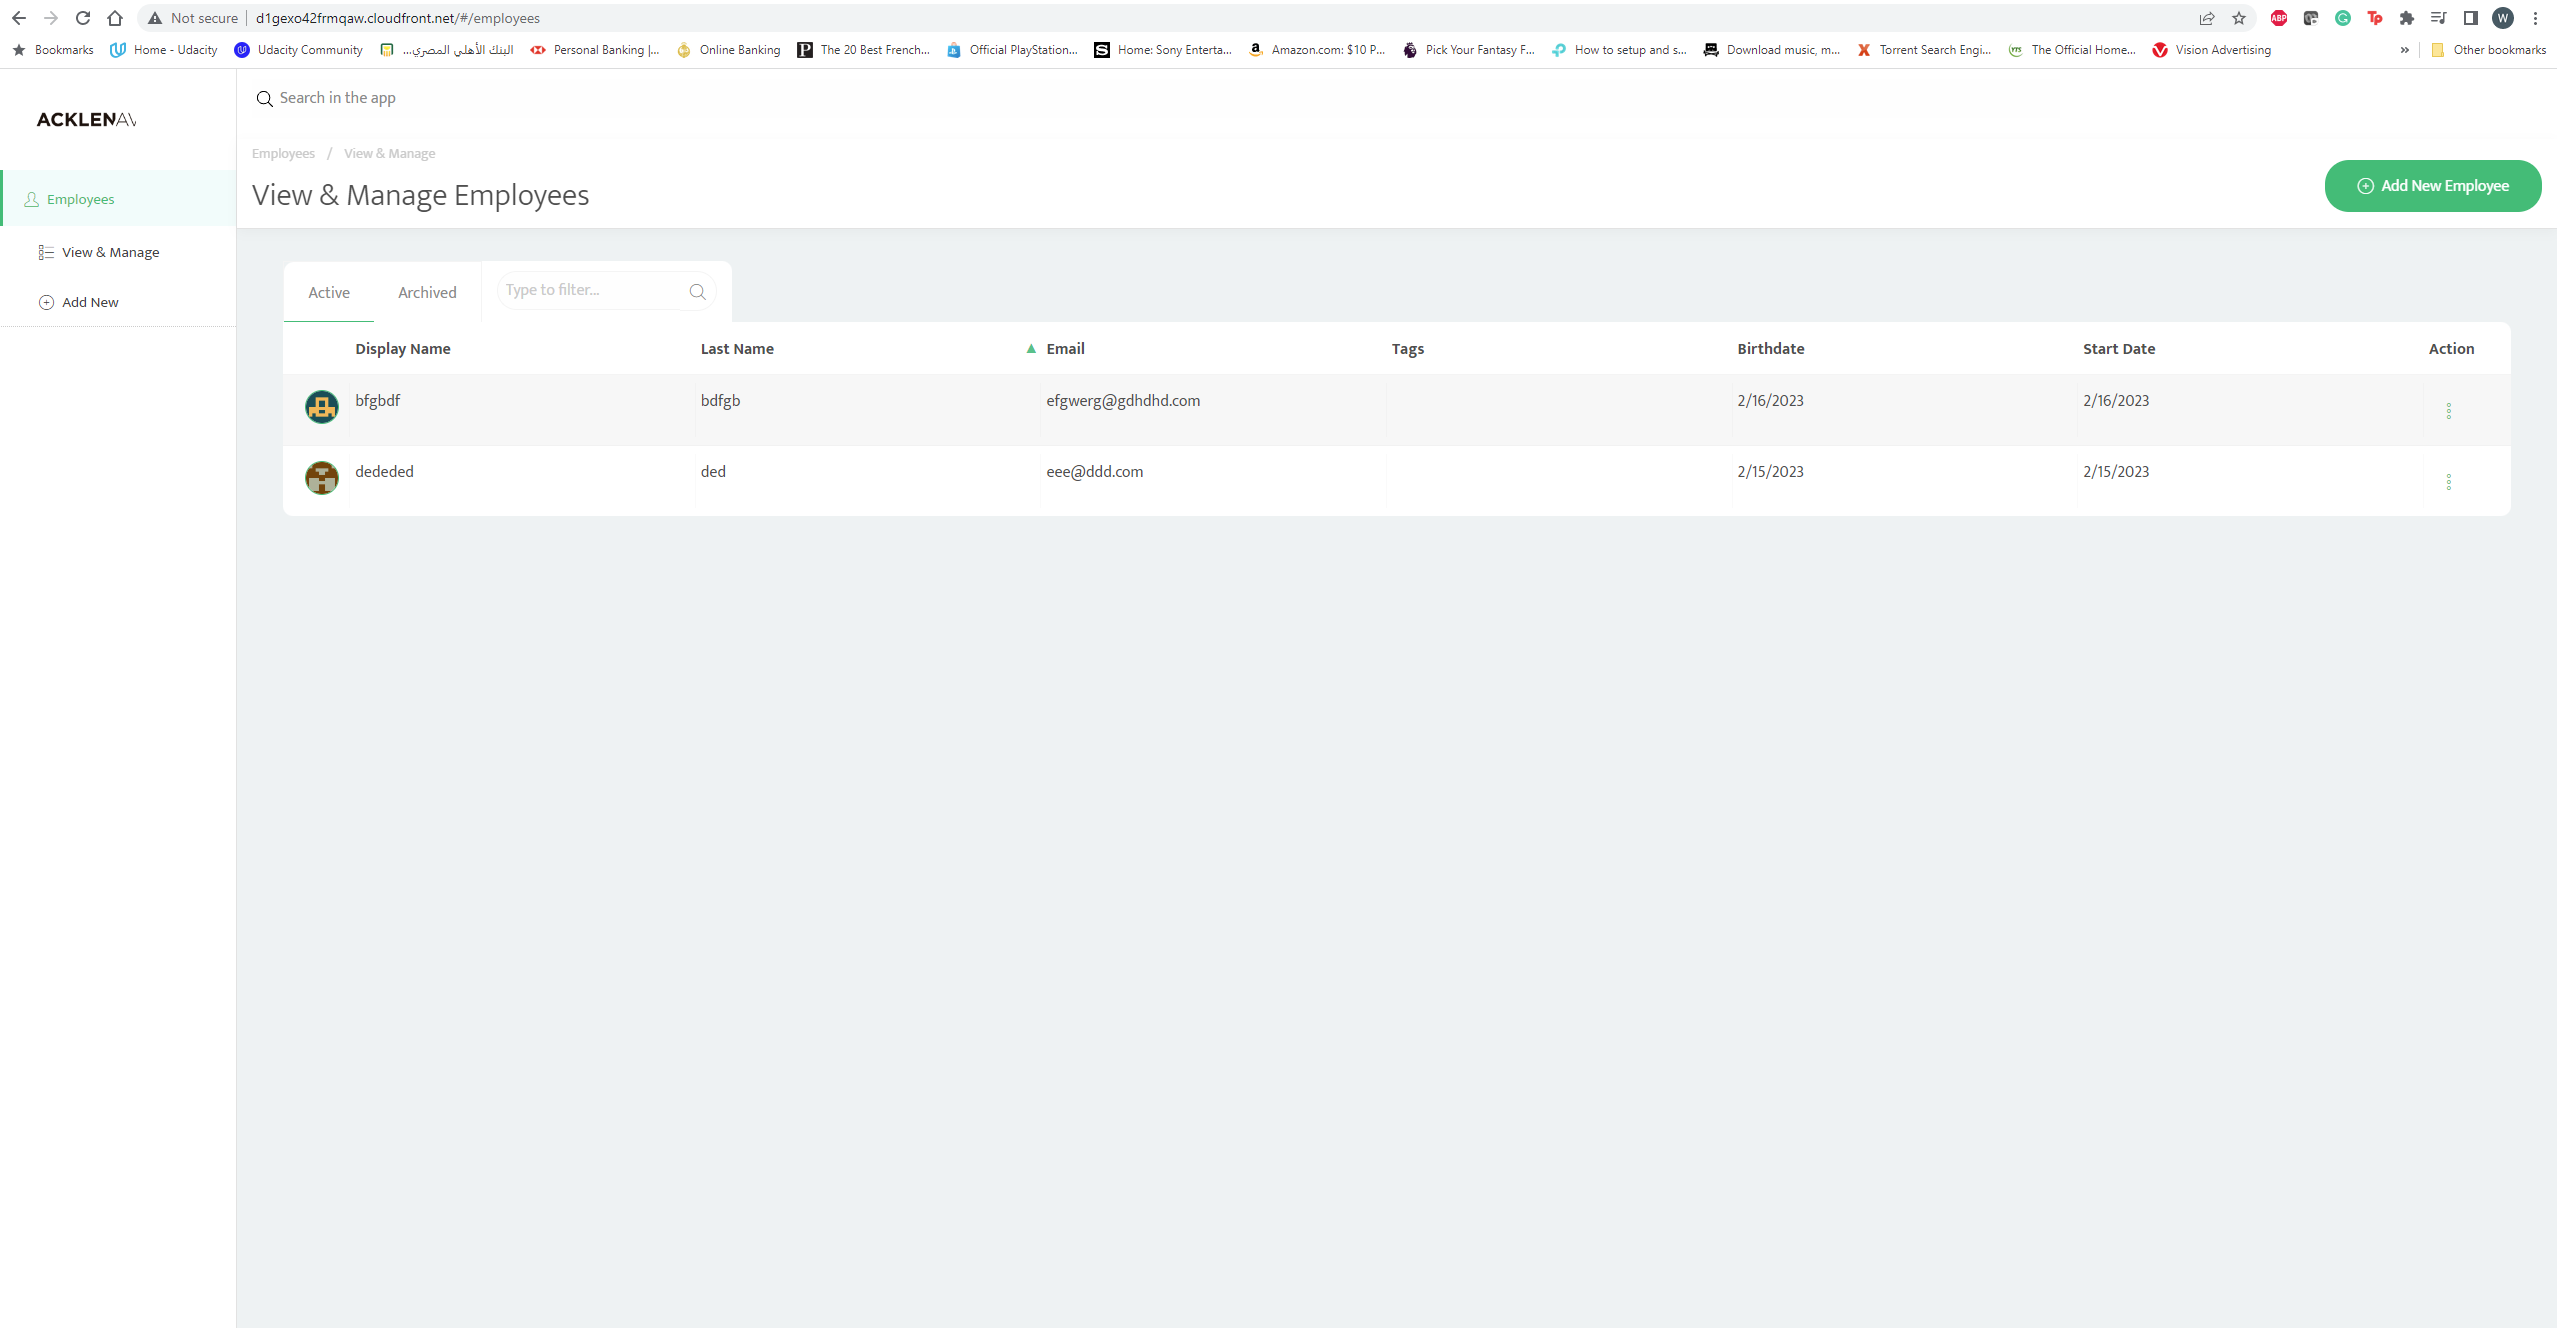 Not secure d1gexo42frmqaw.cloudfront.net/#/employees ABP W
Bookmarks Home - Udacity Udacity Community البنك الأهلي المصري... Personal Banking |... Online Banking The 20 Best French... Official PlayStation... Home: Sony Enterta... Amazon.com: $10 P... Pick Your Fantasy F... How to setup and s... Download music, m... Torrent Search Engi... The Official Home... Vision Advertising » Other bookmarks
Search in the app
ACKLENAV
Employees / View & Manage
View & Manage Employees
Add New Employee
Employees
View & Manage
Add New
Active Archived Type to filter...
Display Name Last Name ▲ Email Tags Birthdate Start Date Action
bfgbdf bdfgb efgwerg@gdhdhd.com 2/16/2023 2/16/2023
dededed ded eee@ddd.com 2/15/2023 2/15/2023